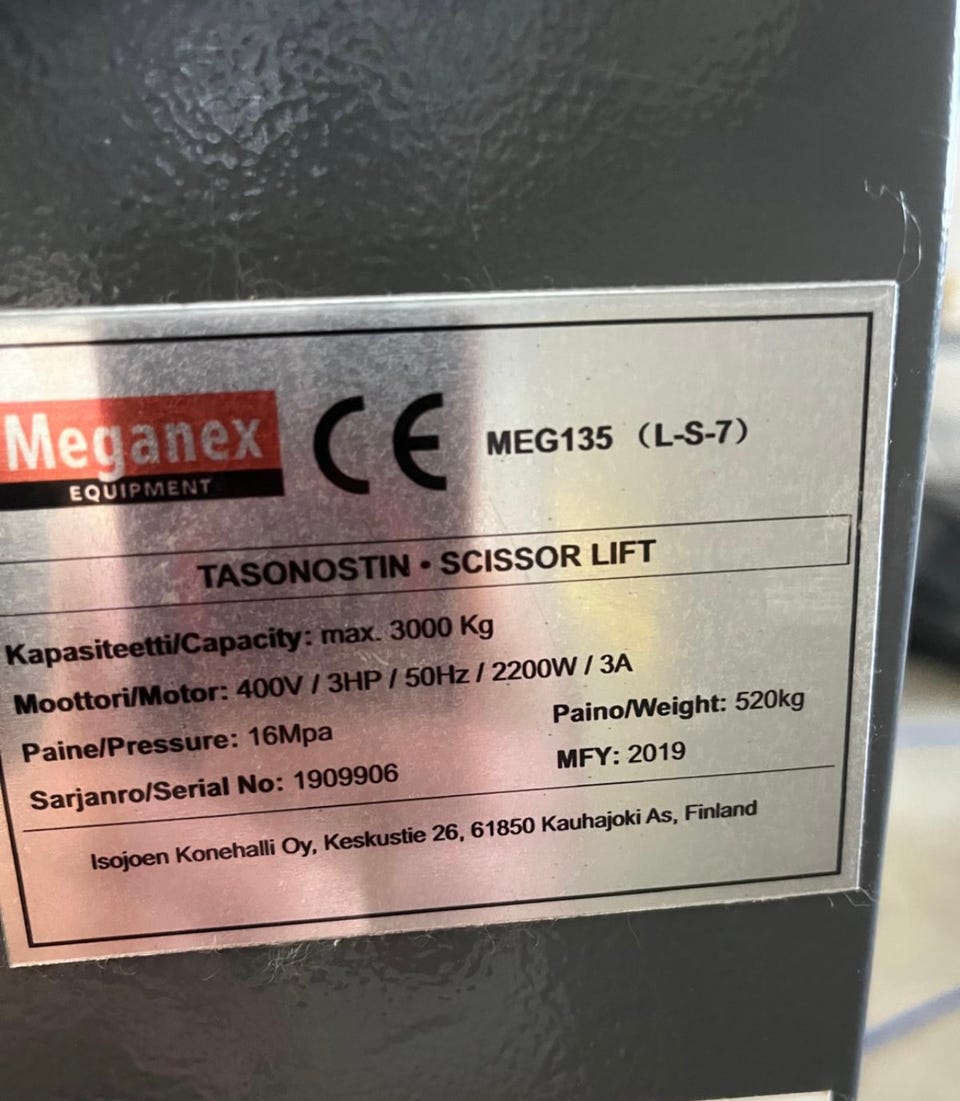 Meganex
EQUIPMENT
CE
MEG135 (L-S-7)
TASONOSTIN • SCISSOR LIFT
Kapasiteetti/Capacity: max. 3000 Kg
Moottori/Motor: 400V / 3HP / 50Hz / 2200W / 3A
Paine/Pressure: 16Mpa
Paino/Weight: 520kg
Sarjanro/Serial No: 1909906
MFY: 2019
Isojoen Konehalli Oy, Keskustie 26, 61850 Kauhajoki As, Finland